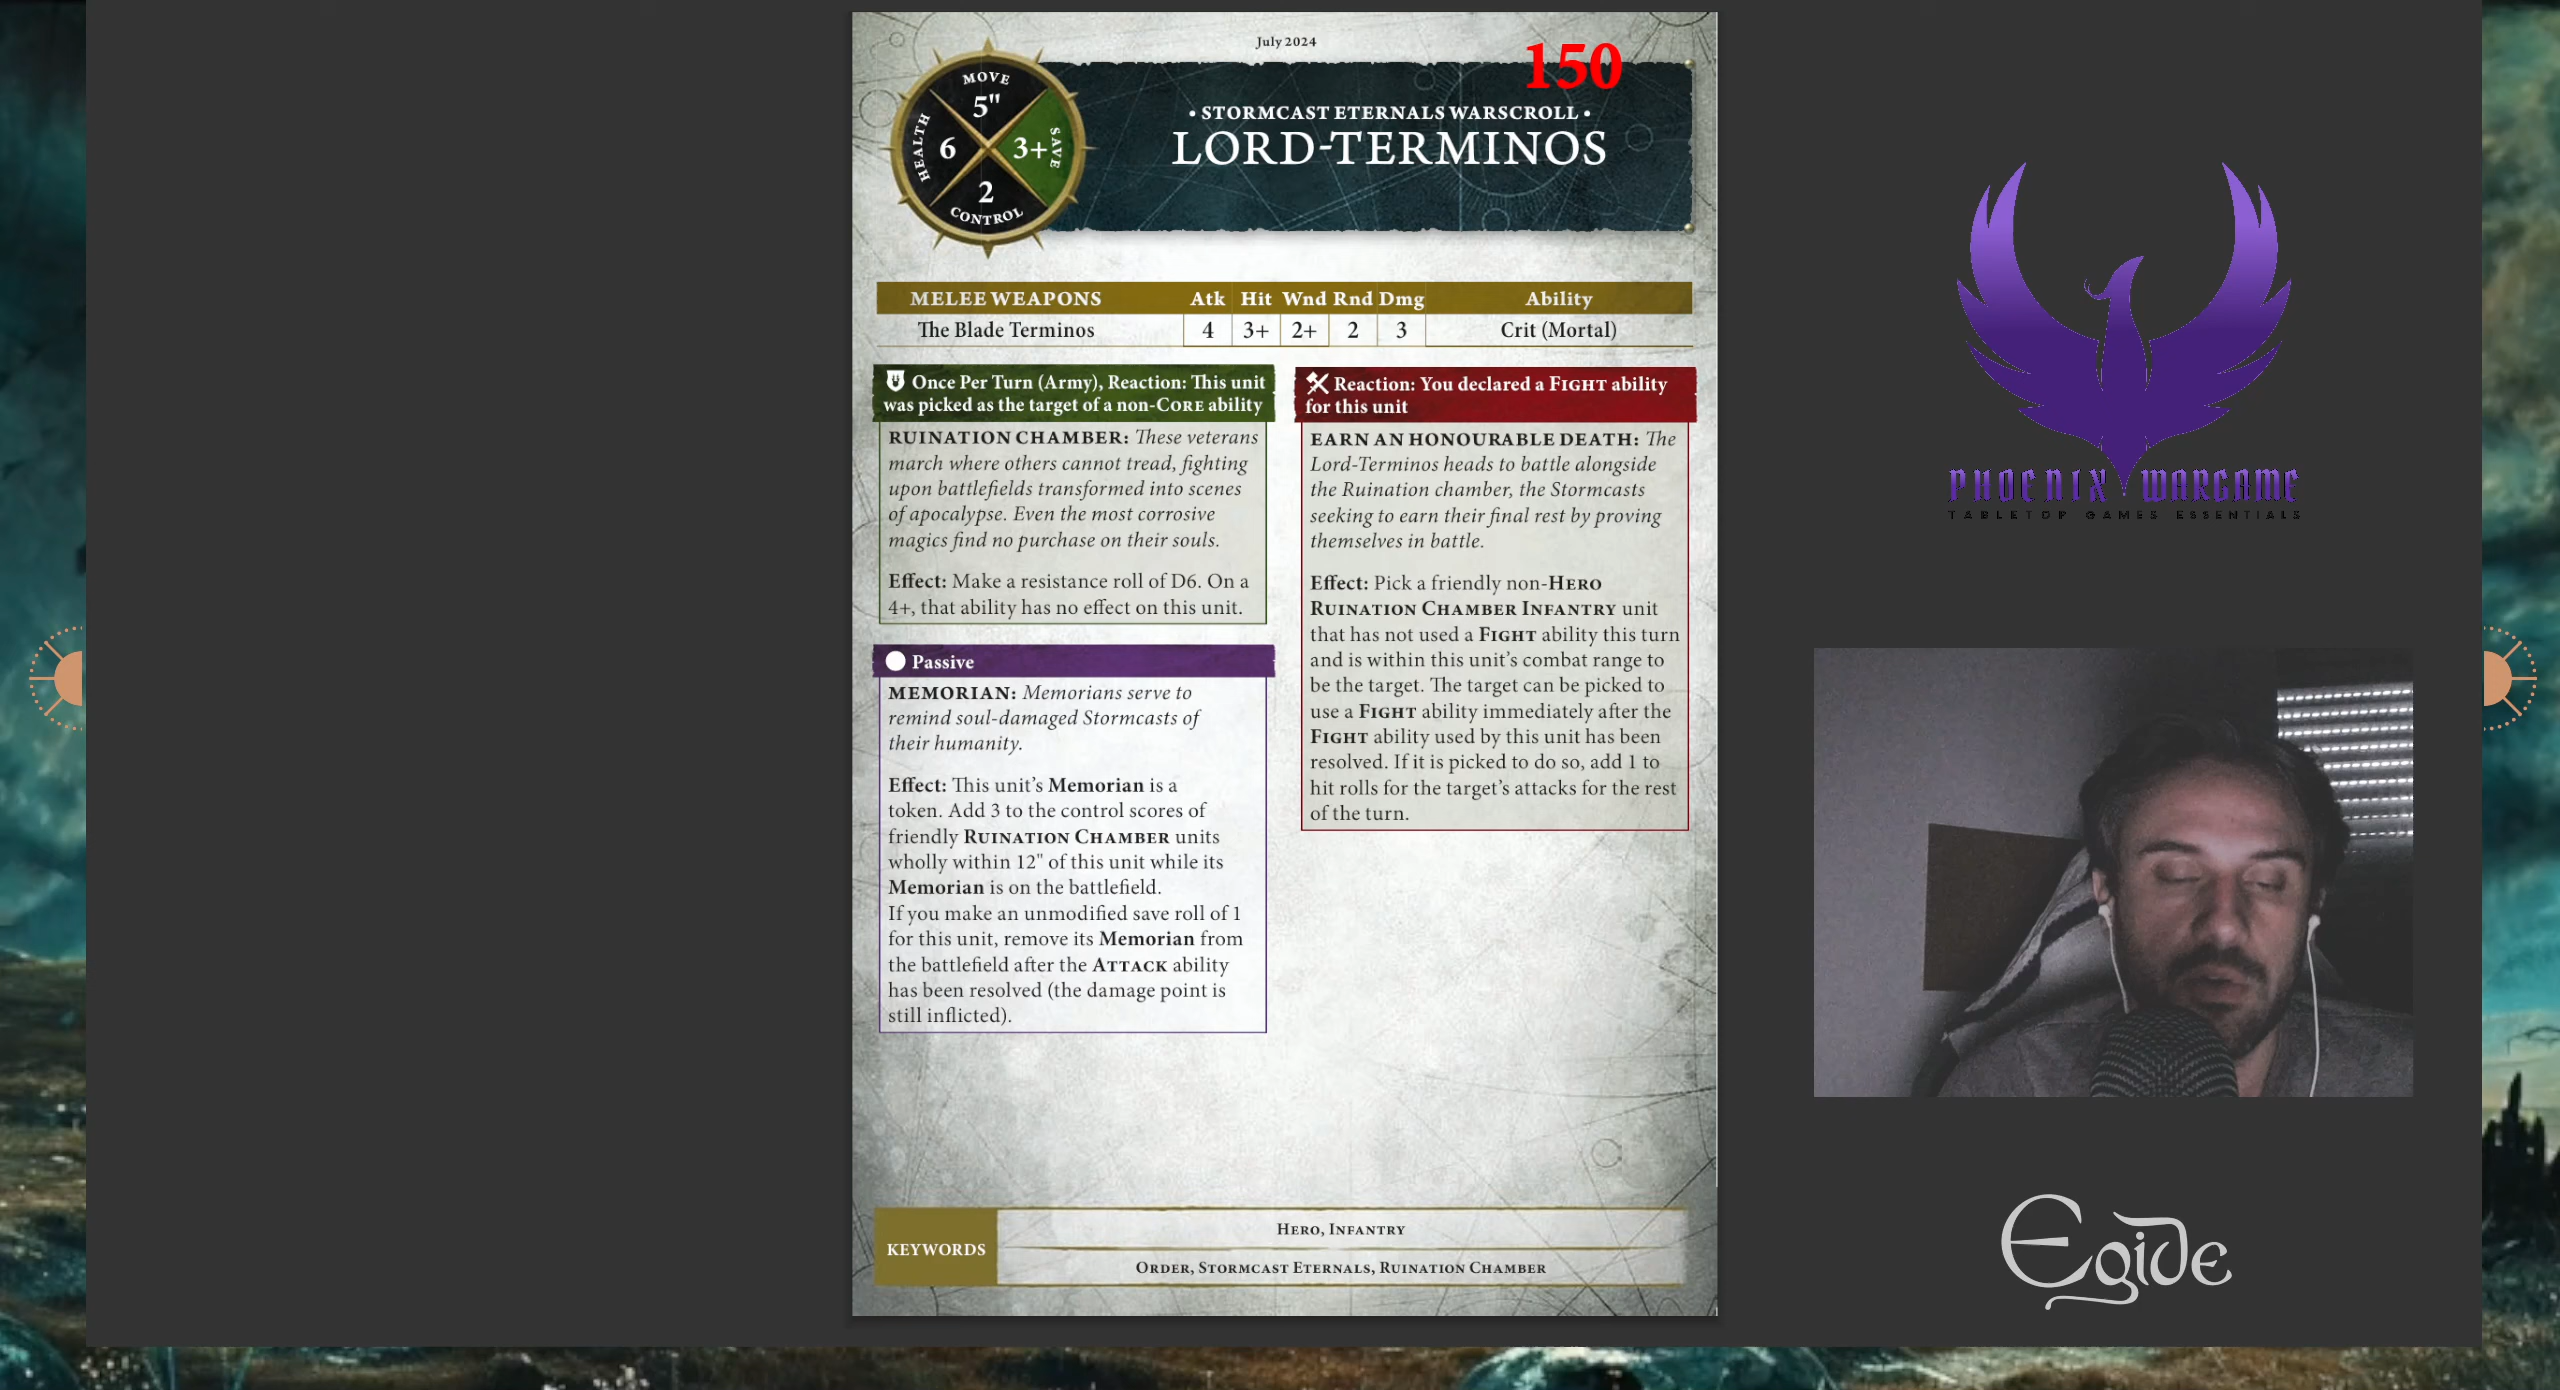 July 2024
150
• STORMCAST ETERNALS WARSCROLL •
LORD-TERMINOS
MOVE
5"
HEALTH
6
3+
SAVE
2
CONTROL
MELEE WEAPONS Atk Hit Wnd Rnd Dmg Ability
The Blade Terminos 4 3+ 2+ 2 3 Crit (Mortal)
Once Per Turn (Army), Reaction: This unit
was picked as the target of a non-CORE ability
RUINATION CHAMBER: These veterans
march where others cannot tread, fighting
upon battlefields transformed into scenes
of apocalypse. Even the most corrosive
magics find no purchase on their souls.
Effect: Make a resistance roll of D6. On a
4+, that ability has no effect on this unit.
Passive
MEMORIAN: Memorians serve to
remind soul-damaged Stormcasts of
their humanity.
Effect: This unit's Memorian is a
token. Add 3 to the control scores of
friendly RUINATION CHAMBER units
wholly within 12" of this unit while its
Memorian is on the battlefield.
If you make an unmodified save roll of 1
for this unit, remove its Memorian from
the battlefield after the ATTACK ability
has been resolved (the damage point is
still inflicted).
Reaction: You declared a FIGHT ability
for this unit
EARN AN HONOURABLE DEATH: The
Lord-Terminos heads to battle alongside
the Ruination chamber, the Stormcasts
seeking to earn their final rest by proving
themselves in battle.
Effect: Pick a friendly non-HERO
RUINATION CHAMBER INFANTRY unit
that has not used a FIGHT ability this turn
and is within this unit's combat range to
be the target. The target can be picked to
use a FIGHT ability immediately after the
FIGHT ability used by this unit has been
resolved. If it is picked to do so, add 1 to
hit rolls for the target's attacks for the rest
of the turn.
KEYWORDS
HERO, INFANTRY
ORDER, STORMCAST ETERNALS, RUINATION CHAMBER
PHOENIX WARGAME
TABLETOP GAMES ESSENTIALS
Egide